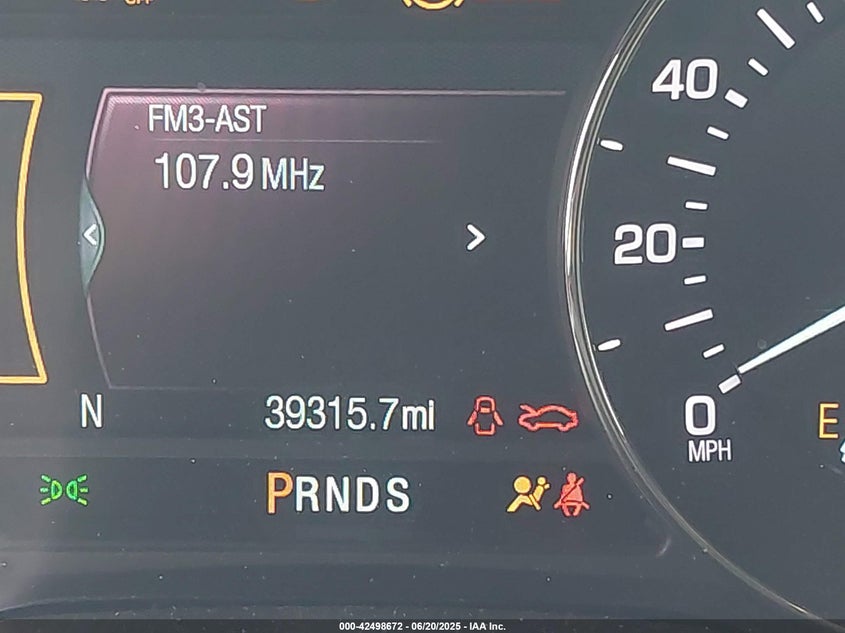 OFF
FM3-AST
107.9 MHz
<
>
40
20
0
MPH
E
N
39315.7mi
PRNDS
000-42498672 - 06/20/2025 - IAA Inc.